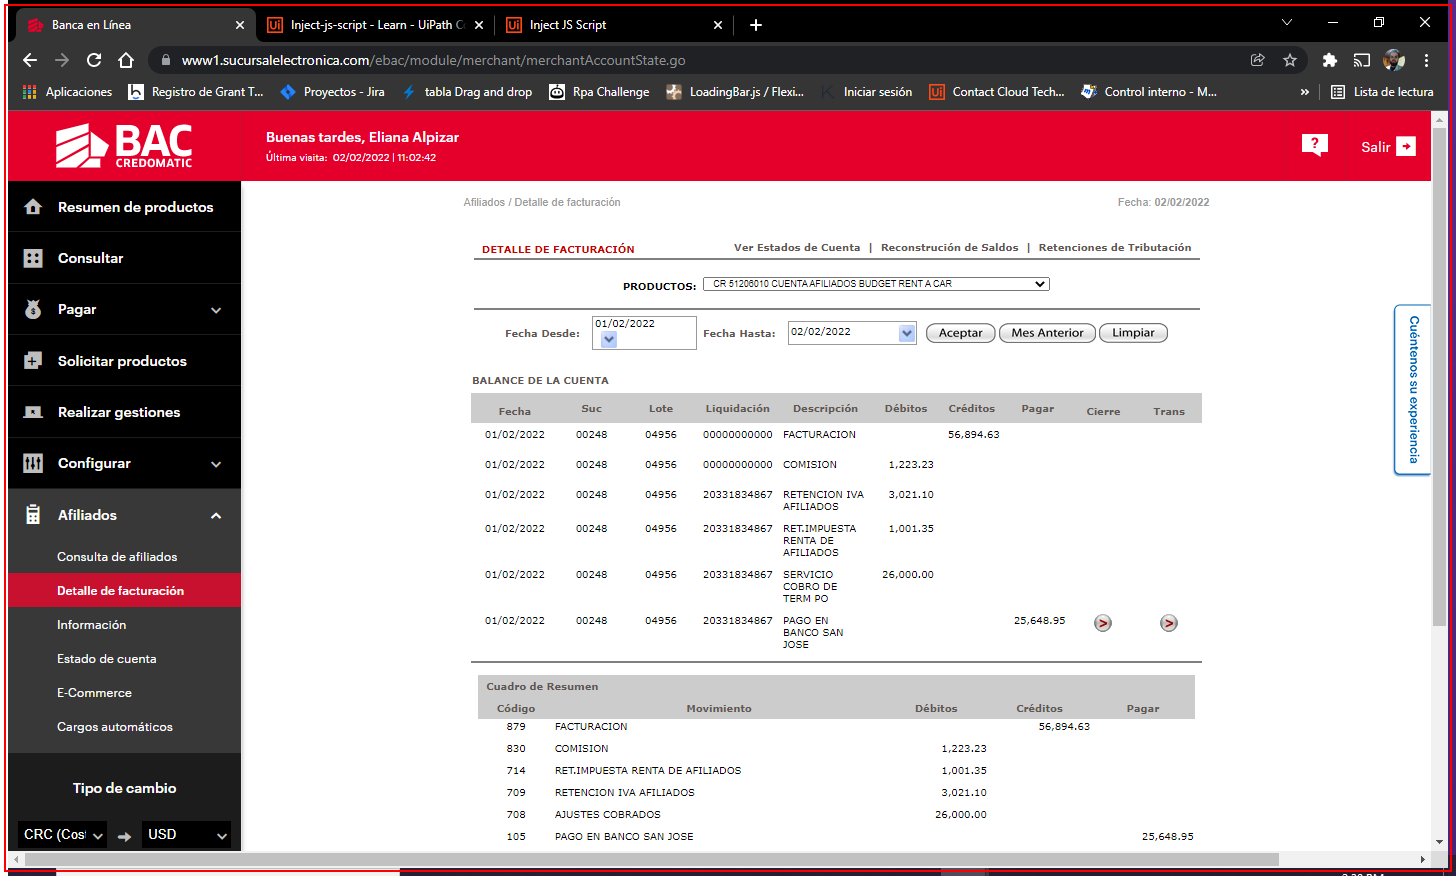 Banca en Línea
Inject-js-script - Learn - UiPath C
Inject JS Script
www1.sucursalelectronica.com/ebac/module/merchant/merchantAccountState.go
Aplicaciones
Registro de Grant T...
Proyectos - Jira
tabla Drag and drop
Rpa Challenge
LoadingBar.js / Flexi...
Iniciar sesión
Contact Cloud Tech...
Control interno - M...
»
Lista de lectura
BAC
CREDOMATIC
Buenas tardes, Eliana Alpizar
Última visita: 02/02/2022 | 11:02:42
?
Salir
Resumen de productos
Consultar
Pagar
Solicitar productos
Realizar gestiones
Configurar
Afiliados
Consulta de afiliados
Detalle de facturación
Información
Estado de cuenta
E-Commerce
Cargos automáticos
Tipo de cambio
CRC (Cost
USD
Afiliados / Detalle de facturación
Fecha: 02/02/2022
DETALLE DE FACTURACIÓN
Ver Estados de Cuenta | Reconstrución de Saldos | Retenciones de Tributación
PRODUCTOS: CR 51206010 CUENTA AFILIADOS BUDGET RENT A CAR
Fecha Desde: 01/02/2022 Fecha Hasta: 02/02/2022 Aceptar Mes Anterior Limpiar
BALANCE DE LA CUENTA
Fecha Suc Lote Liquidación Descripción Débitos Créditos Pagar Cierre Trans
01/02/2022 00248 04956 00000000000 FACTURACION 56,894.63
01/02/2022 00248 04956 00000000000 COMISION 1,223.23
01/02/2022 00248 04956 20331834867 RETENCION IVA 3,021.10
AFILIADOS
01/02/2022 00248 04956 20331834867 RET.IMPUESTA 1,001.35
RENTA DE
AFILIADOS
01/02/2022 00248 04956 20331834867 SERVICIO 26,000.00
COBRO DE
TERM PO
01/02/2022 00248 04956 20331834867 PAGO EN 25,648.95
BANCO SAN
JOSE
Cuadro de Resumen
Código Movimiento Débitos Créditos Pagar
879 FACTURACION 56,894.63
830 COMISION 1,223.23
714 RET.IMPUESTA RENTA DE AFILIADOS 1,001.35
709 RETENCION IVA AFILIADOS 3,021.10
708 AJUSTES COBRADOS 26,000.00
105 PAGO EN BANCO SAN JOSE 25,648.95
Cuéntenos su experiencia